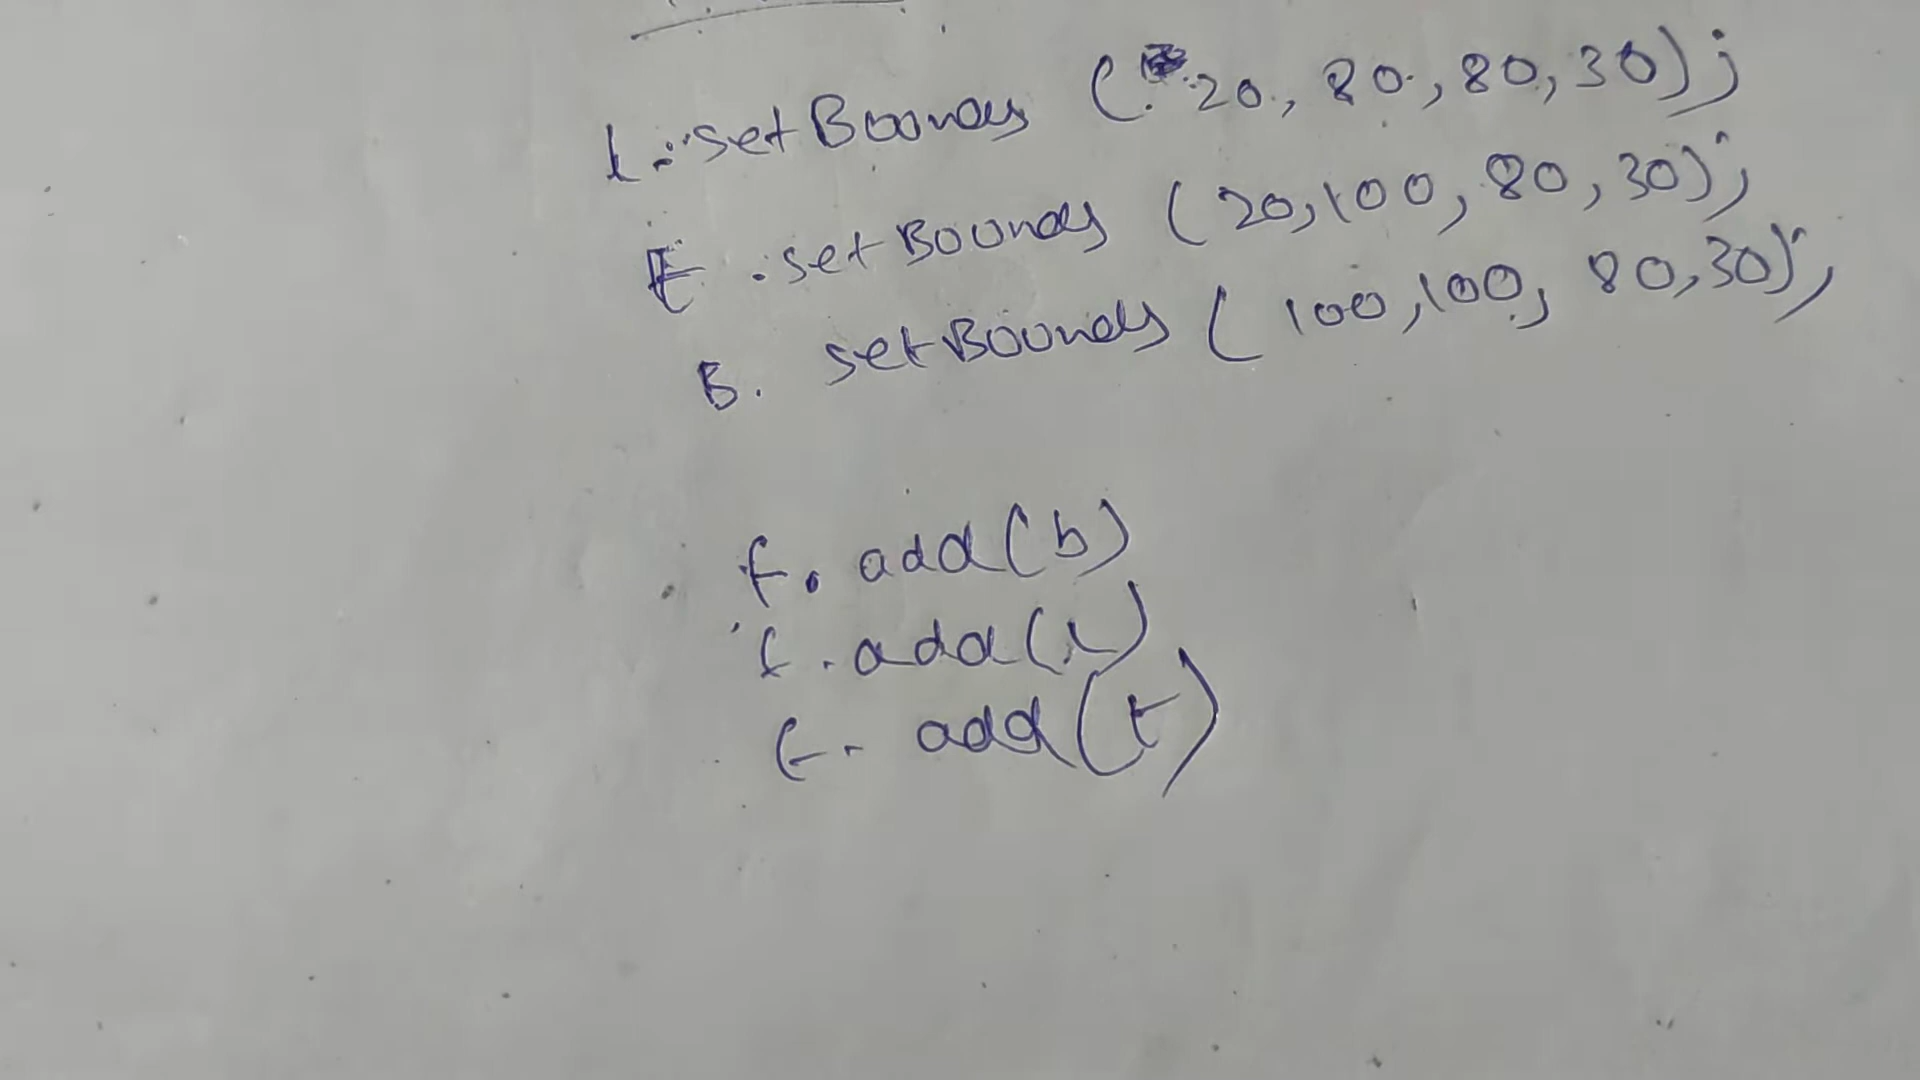 l. setBounds (20, 80, 80, 30);
t. setBounds (20, 100, 80, 30);
B. setBounds (100, 100, 80, 30);
f. add(b)
f. add(l)
f. add(t)